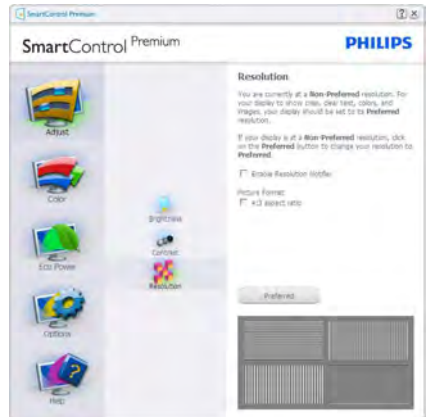 SmartControl Premium
SmartControl Premium
PHILIPS
Adjust
Color
Eco Power
Options
Help
Brightness
Contrast
Resolution
Resolution
You are currently at a Non-Preferred resolution. For
your display to show crisp, clear text, colors, and
images, your display should be set to its Preferred
resolution.
If your display is at a Non-Preferred resolution, click
on the Preferred button to change your resolution to
Preferred.
Enable Resolution Notifier
Picture Format:
4:3 aspect ratio
Preferred